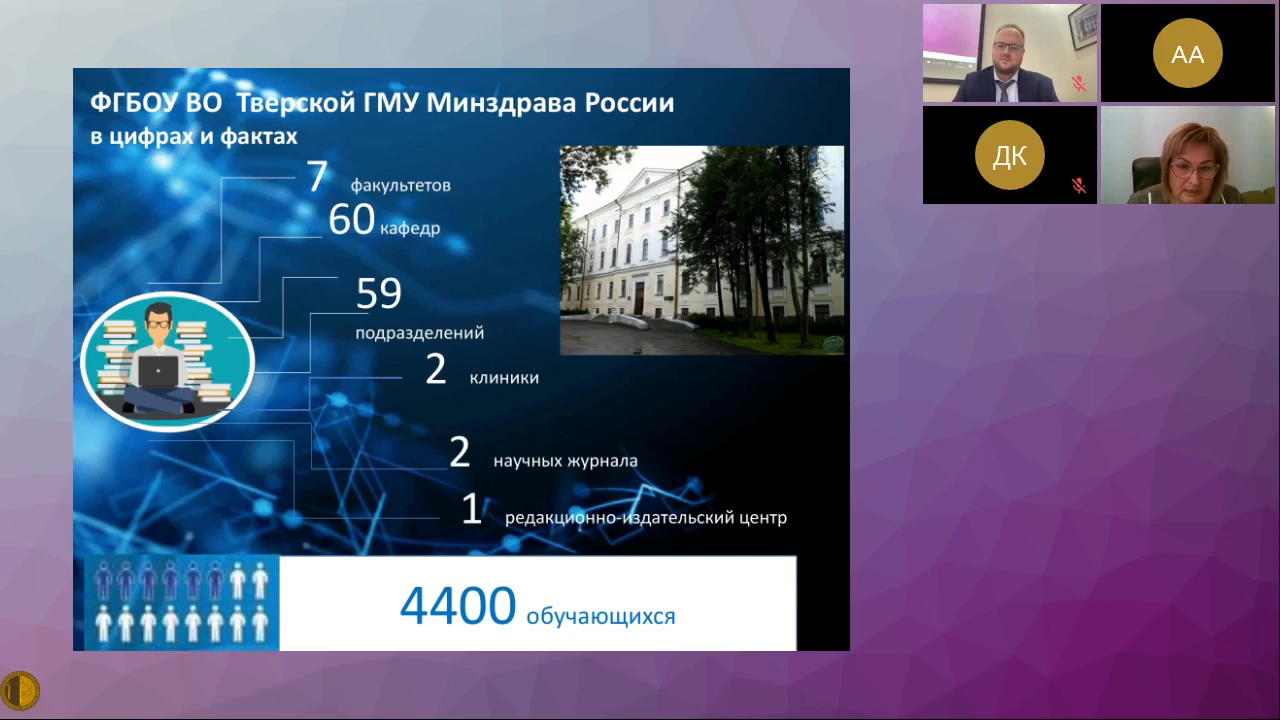 ФГБОУ ВО Тверской ГМУ Минздрава России
в цифрах и фактах
7 факультетов
60 кафедр
59
подразделений
2 клиники
2 научных журнала
1 редакционно-издательский центр
4400 обучающихся
АА
ДК